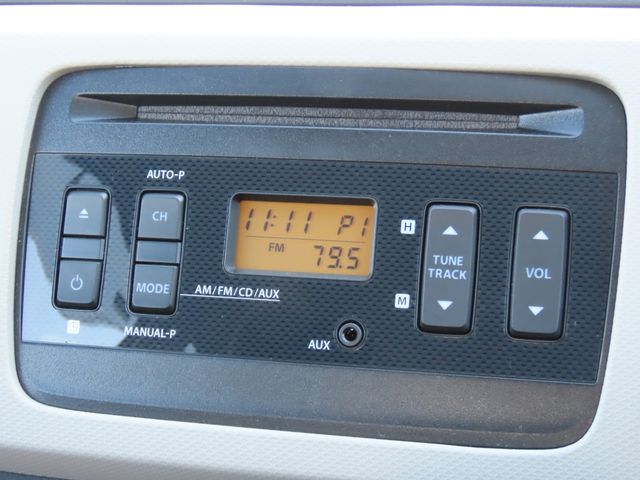 AUTO-P
CH
MODE
AM/FM/CD/AUX
MANUAL-P
11:11 P1
FM
79.5
AUX
H
M
TUNE
TRACK
VOL